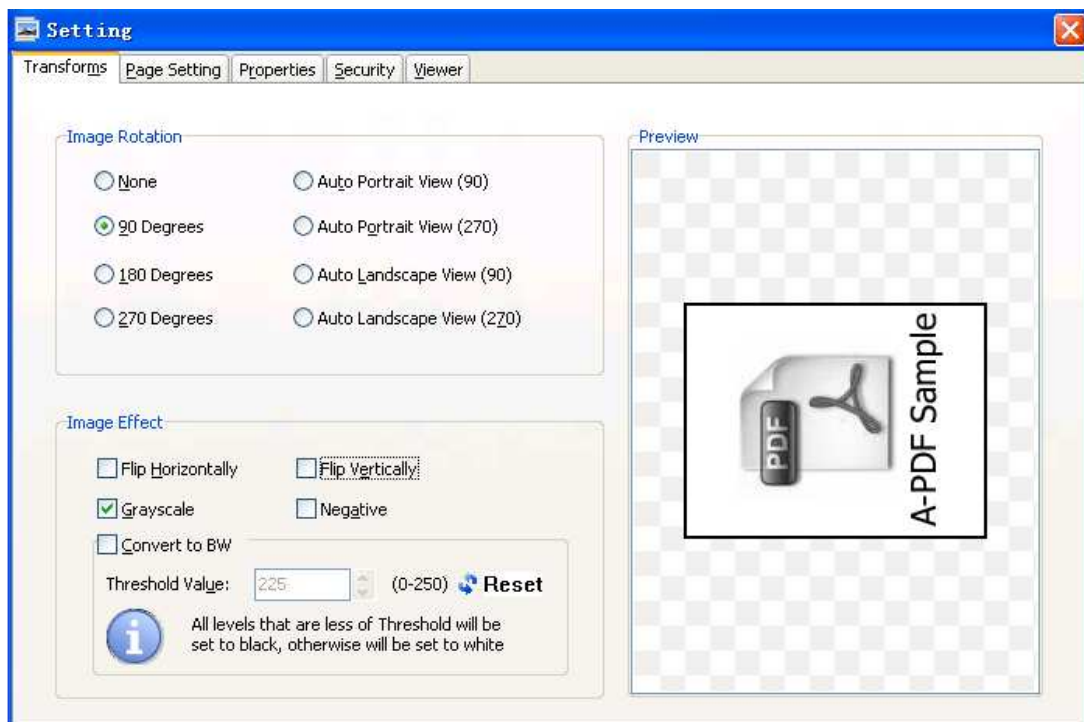 Setting
Transforms Page Setting Properties Security Viewer
Image Rotation
None
Auto Portrait View (90)
90 Degrees
Auto Portrait View (270)
180 Degrees
Auto Landscape View (90)
270 Degrees
Auto Landscape View (270)
Image Effect
Flip Horizontally
Flip Vertically
Grayscale
Negative
Convert to BW
Threshold Value: 225 (0-250) Reset
All levels that are less of Threshold will be
set to black, otherwise will be set to white
Preview
PDF
A-PDF Sample